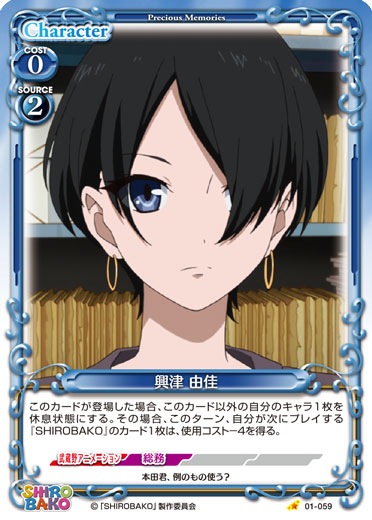 Precious Memories
Character
COST
0
SOURCE
2
興津 由佳
このカードが登場した場合、このカード以外の自分のキャラ1枚を
休息状態にする。その場合、このターン、自分が次にプレイする
『SHIROBAKO』のカード1枚は、使用コスト−4を得る。
武蔵野アニメーション 総務
本田君、例のもの使う?
SHIRO
BAKO
©「SHIROBAKO」製作委員会
01-059